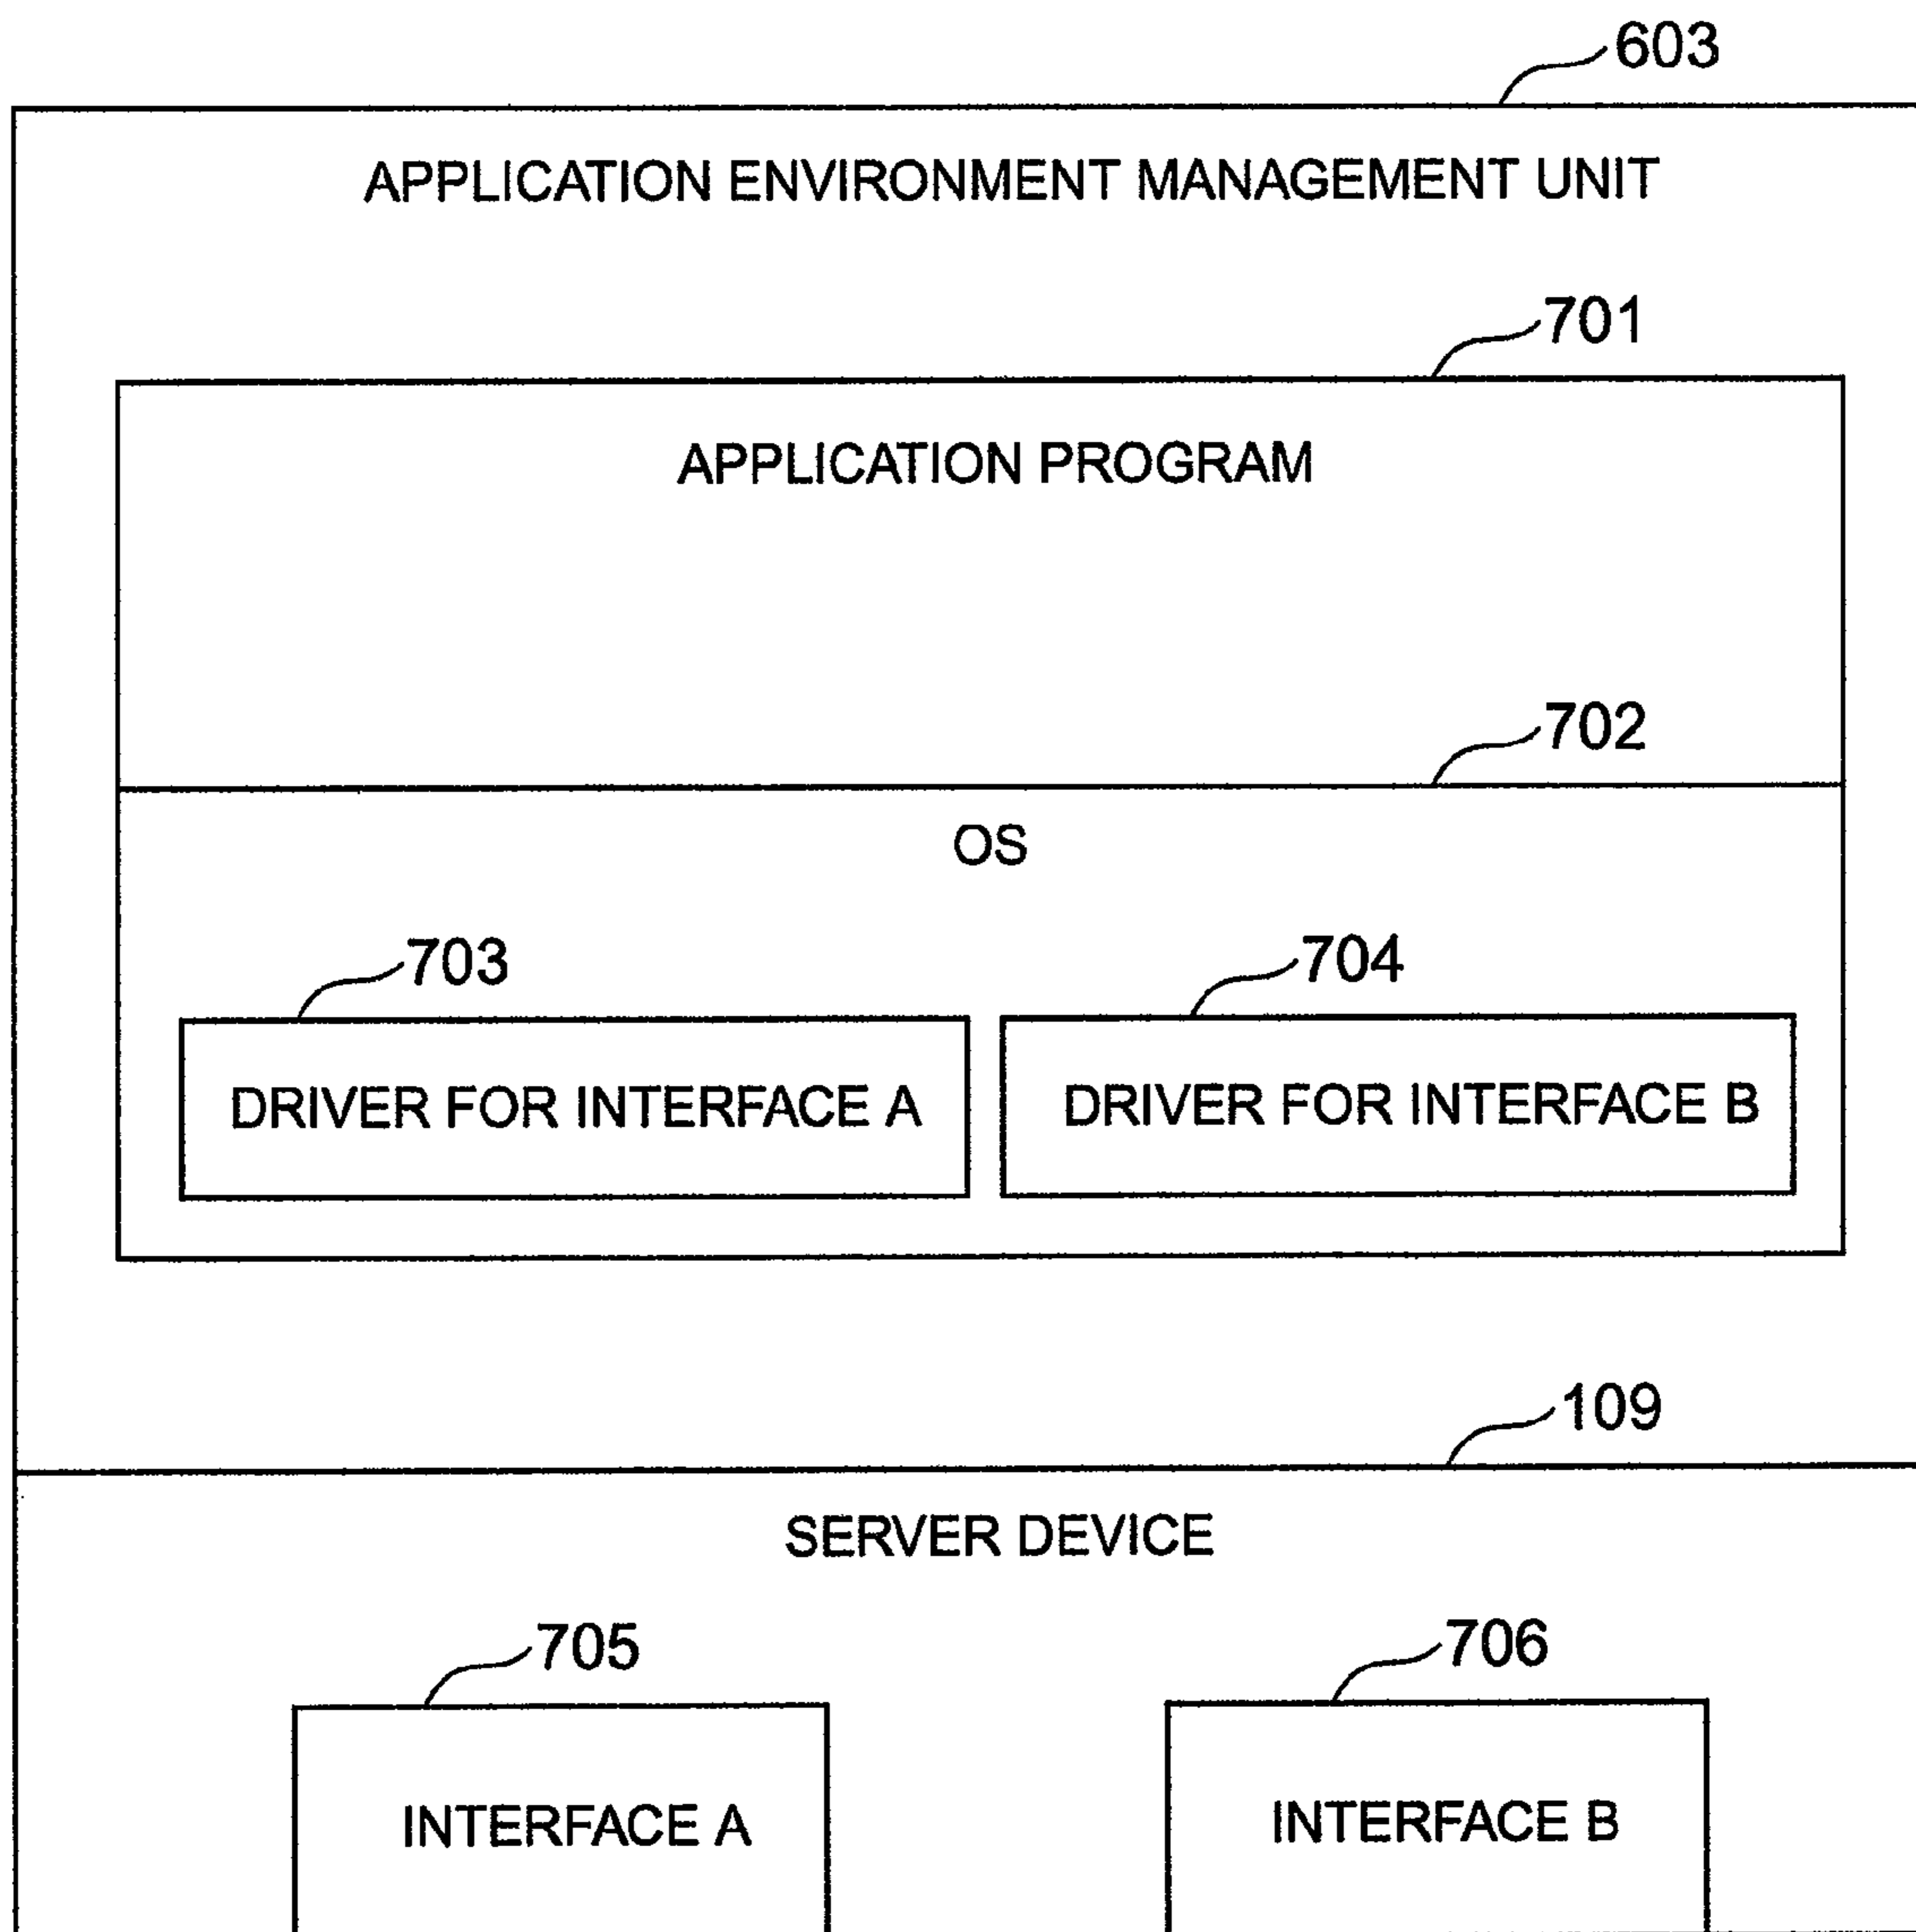 603
APPLICATION ENVIRONMENT MANAGEMENT UNIT
701
APPLICATION PROGRAM
702
OS
703
704
DRIVER FOR INTERFACE A
DRIVER FOR INTERFACE B
109
SERVER DEVICE
705
706
INTERFACE A
INTERFACE B